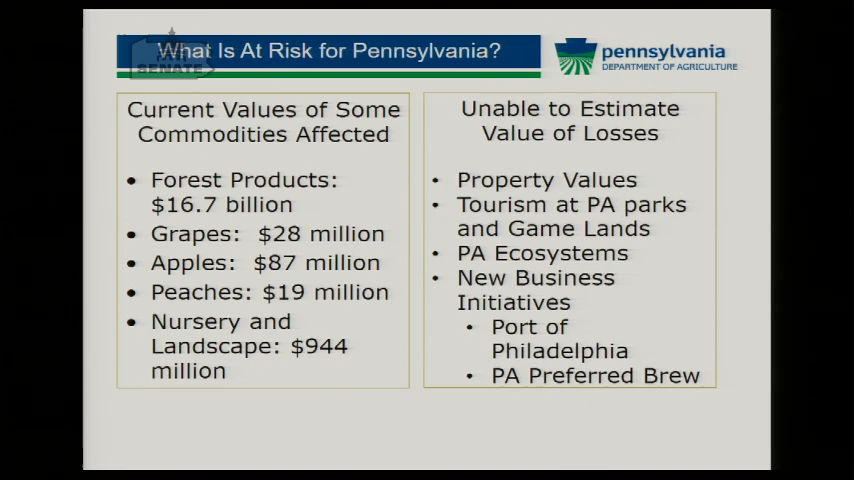 What Is At Risk for Pennsylvania?
SENATE
pennsylvania
DEPARTMENT OF AGRICULTURE
Current Values of Some
Commodities Affected
• Forest Products:
$16.7 billion
• Grapes: $28 million
• Apples: $87 million
• Peaches: $19 million
• Nursery and
Landscape: $944
million
Unable to Estimate
Value of Losses
• Property Values
• Tourism at PA parks
and Game Lands
• PA Ecosystems
• New Business
Initiatives
• Port of
Philadelphia
• PA Preferred Brew